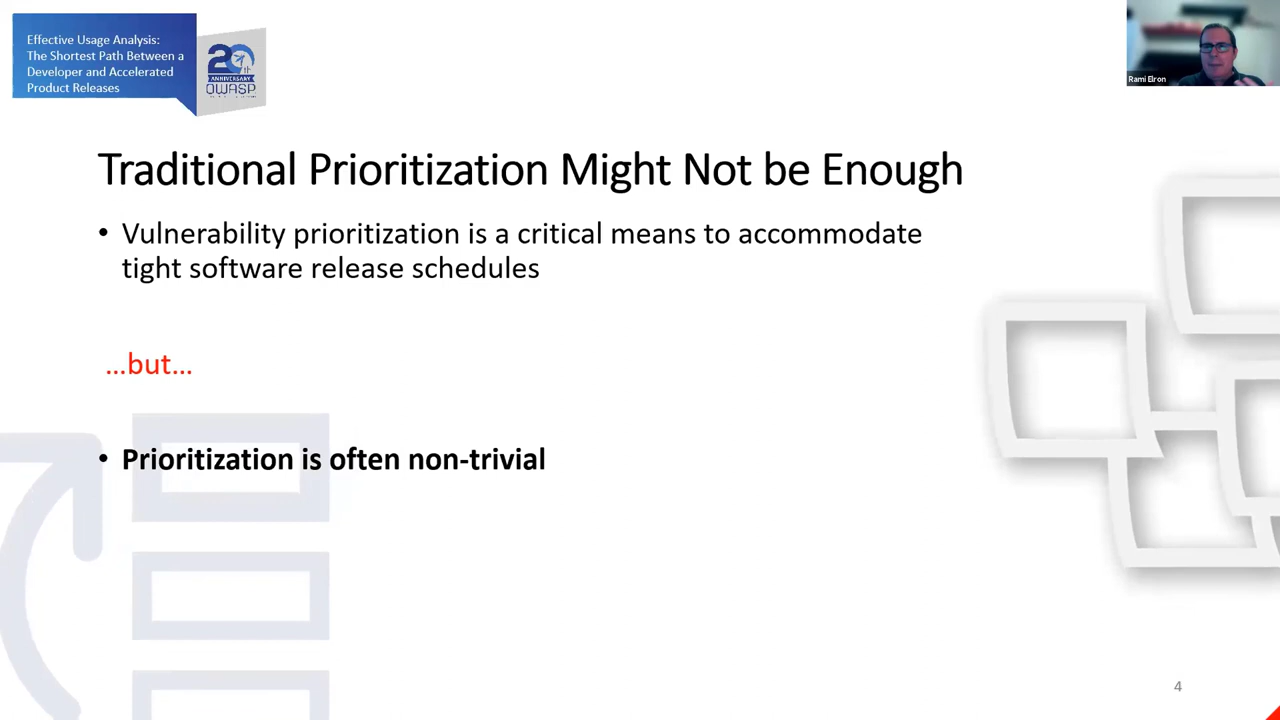 Effective Usage Analysis:
The Shortest Path Between a
Developer and Accelerated
Product Releases
20th
ANNIVERSARY
OWASP
Rami Elron
Traditional Prioritization Might Not be Enough
• Vulnerability prioritization is a critical means to accommodate
tight software release schedules
...but...
• Prioritization is often non-trivial
4